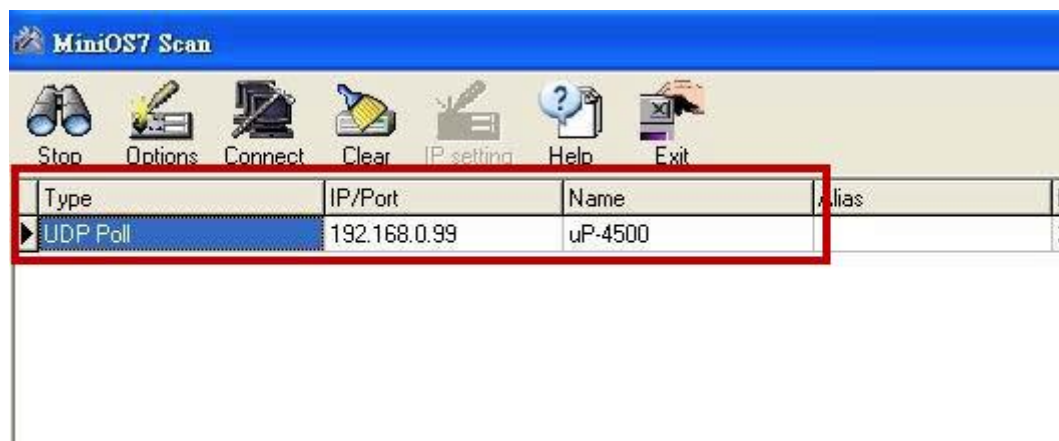 MiniOS7 Scan
Stop Options Connect Clear IP setting Help Exit
Type IP/Port Name Alias
UDP Poll 192.168.0.99 uP-4500